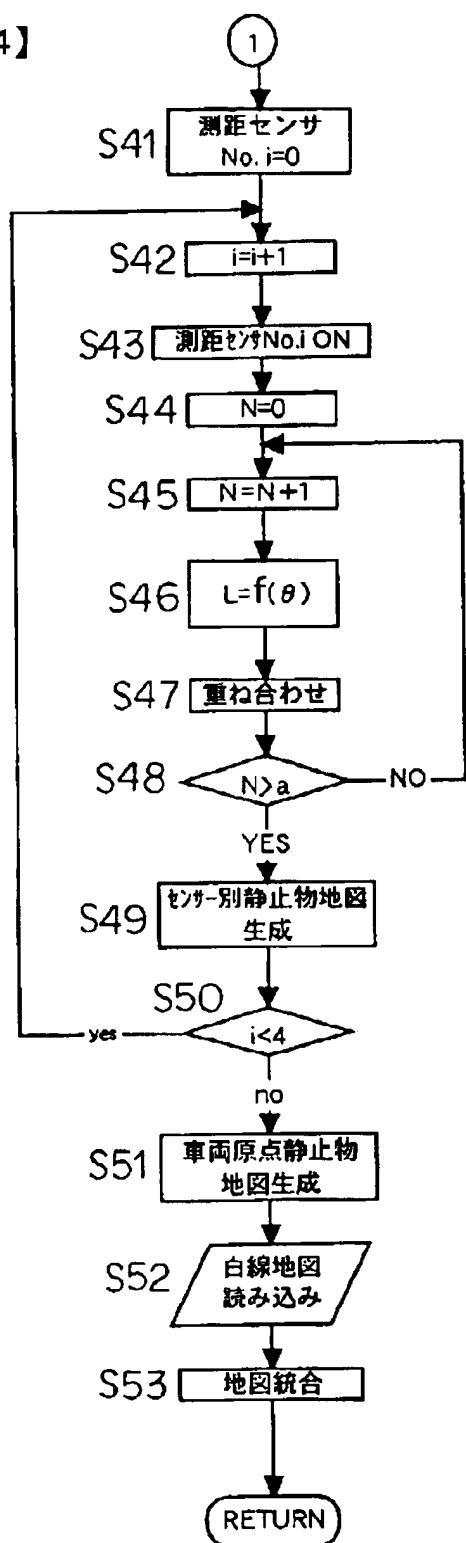 4】
1
S41
測距センサ
No. i=0
S42
i=i+1
S43
測距ｾﾝｻNo.i ON
S44
N=0
S45
N=N+1
S46
L=f(θ)
S47
重ね合わせ
S48
N>a
NO
YES
S49
ｾﾝｻｰ別静止物地図
生成
S50
yes
i<4
no
S51
車両原点静止物
地図生成
S52
白線地図
読み込み
S53
地図統合
RETURN